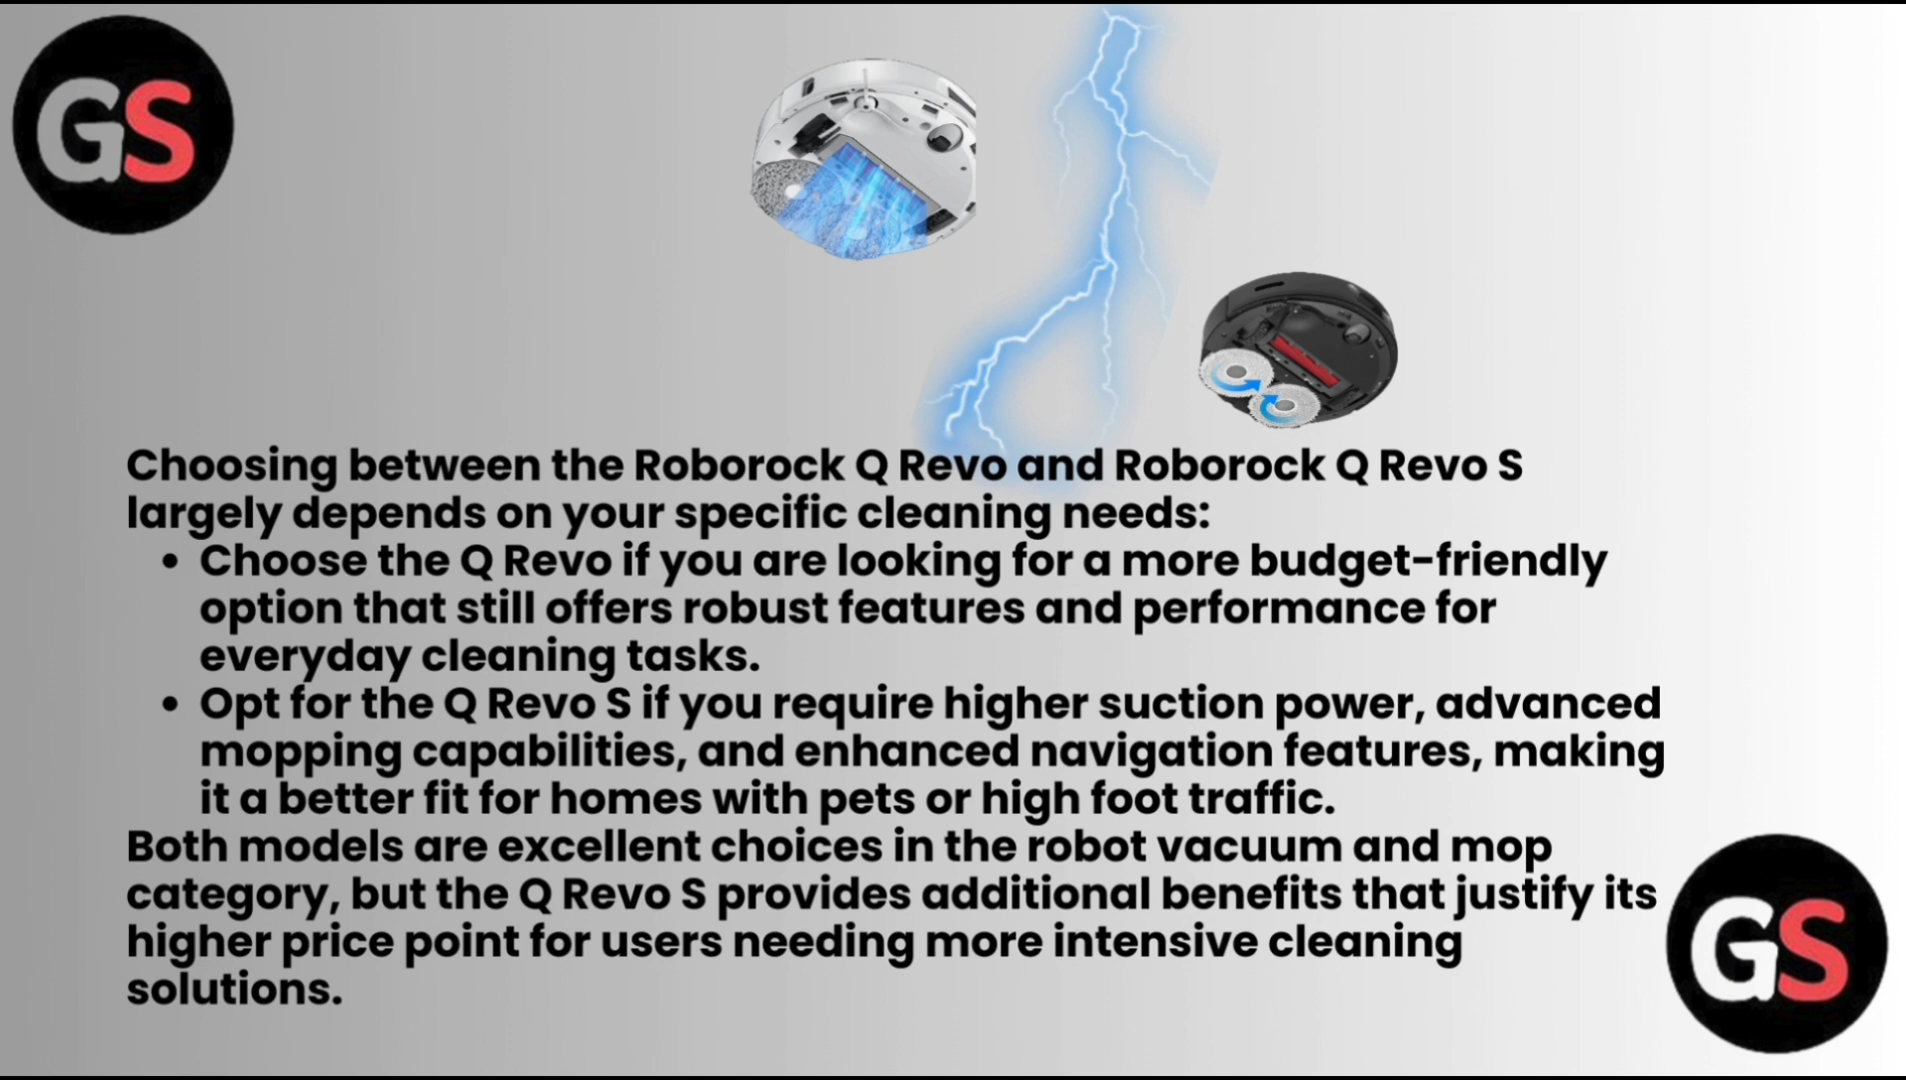 GS
Choosing between the Roborock Q Revo and Roborock Q Revo S
largely depends on your specific cleaning needs:
• Choose the Q Revo if you are looking for a more budget-friendly
option that still offers robust features and performance for
everyday cleaning tasks.
• Opt for the Q Revo S if you require higher suction power, advanced
mopping capabilities, and enhanced navigation features, making
it a better fit for homes with pets or high foot traffic.
Both models are excellent choices in the robot vacuum and mop
category, but the Q Revo S provides additional benefits that justify its
higher price point for users needing more intensive cleaning
solutions.
GS